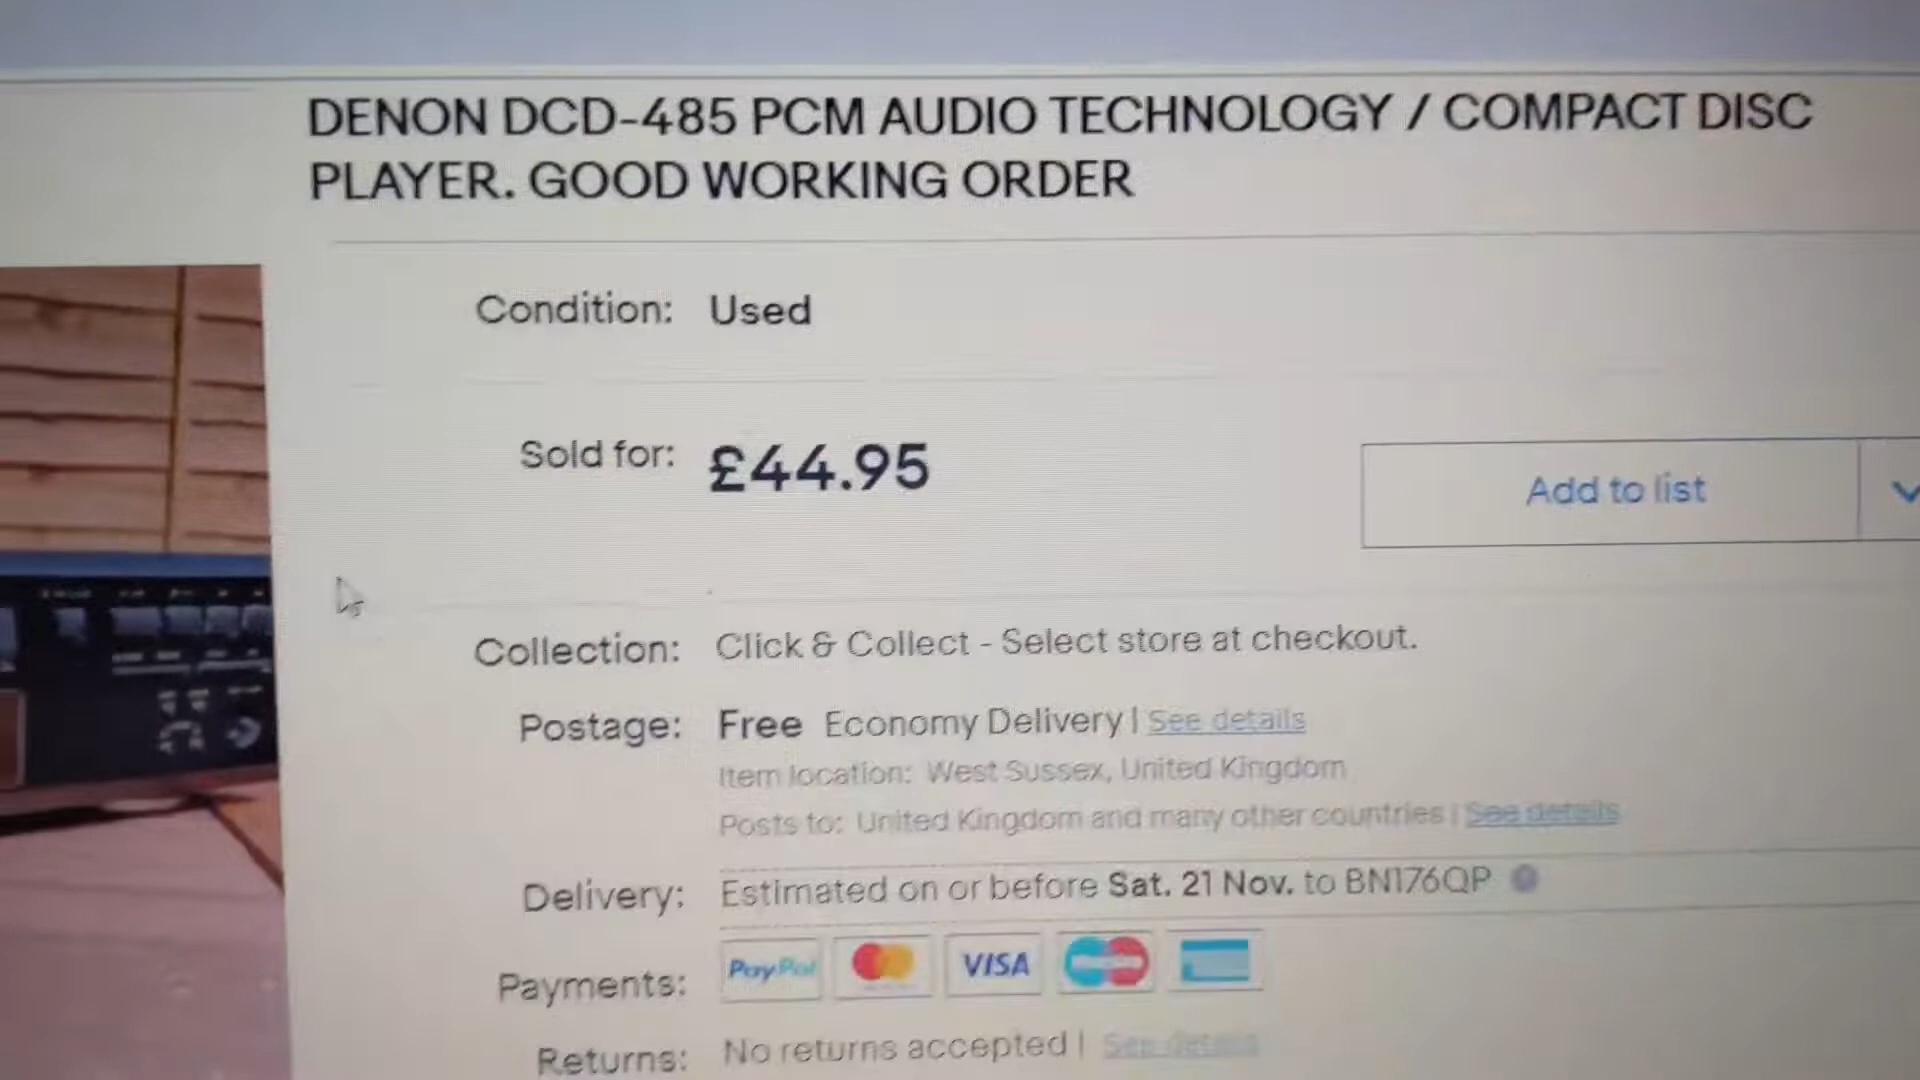 DENON DCD-485 PCM AUDIO TECHNOLOGY / COMPACT DISC
PLAYER. GOOD WORKING ORDER
Condition: Used
Sold for: £44.95
Add to list
Collection: Click & Collect - Select store at checkout.
Postage: Free Economy Delivery | See details
Item location: West Sussex, United Kingdom
Posts to: United Kingdom and many other countries | See details
Delivery: Estimated on or before Sat. 21 Nov. to BN176QP
Payments: PayPal VISA
Returns: No returns accepted | See details